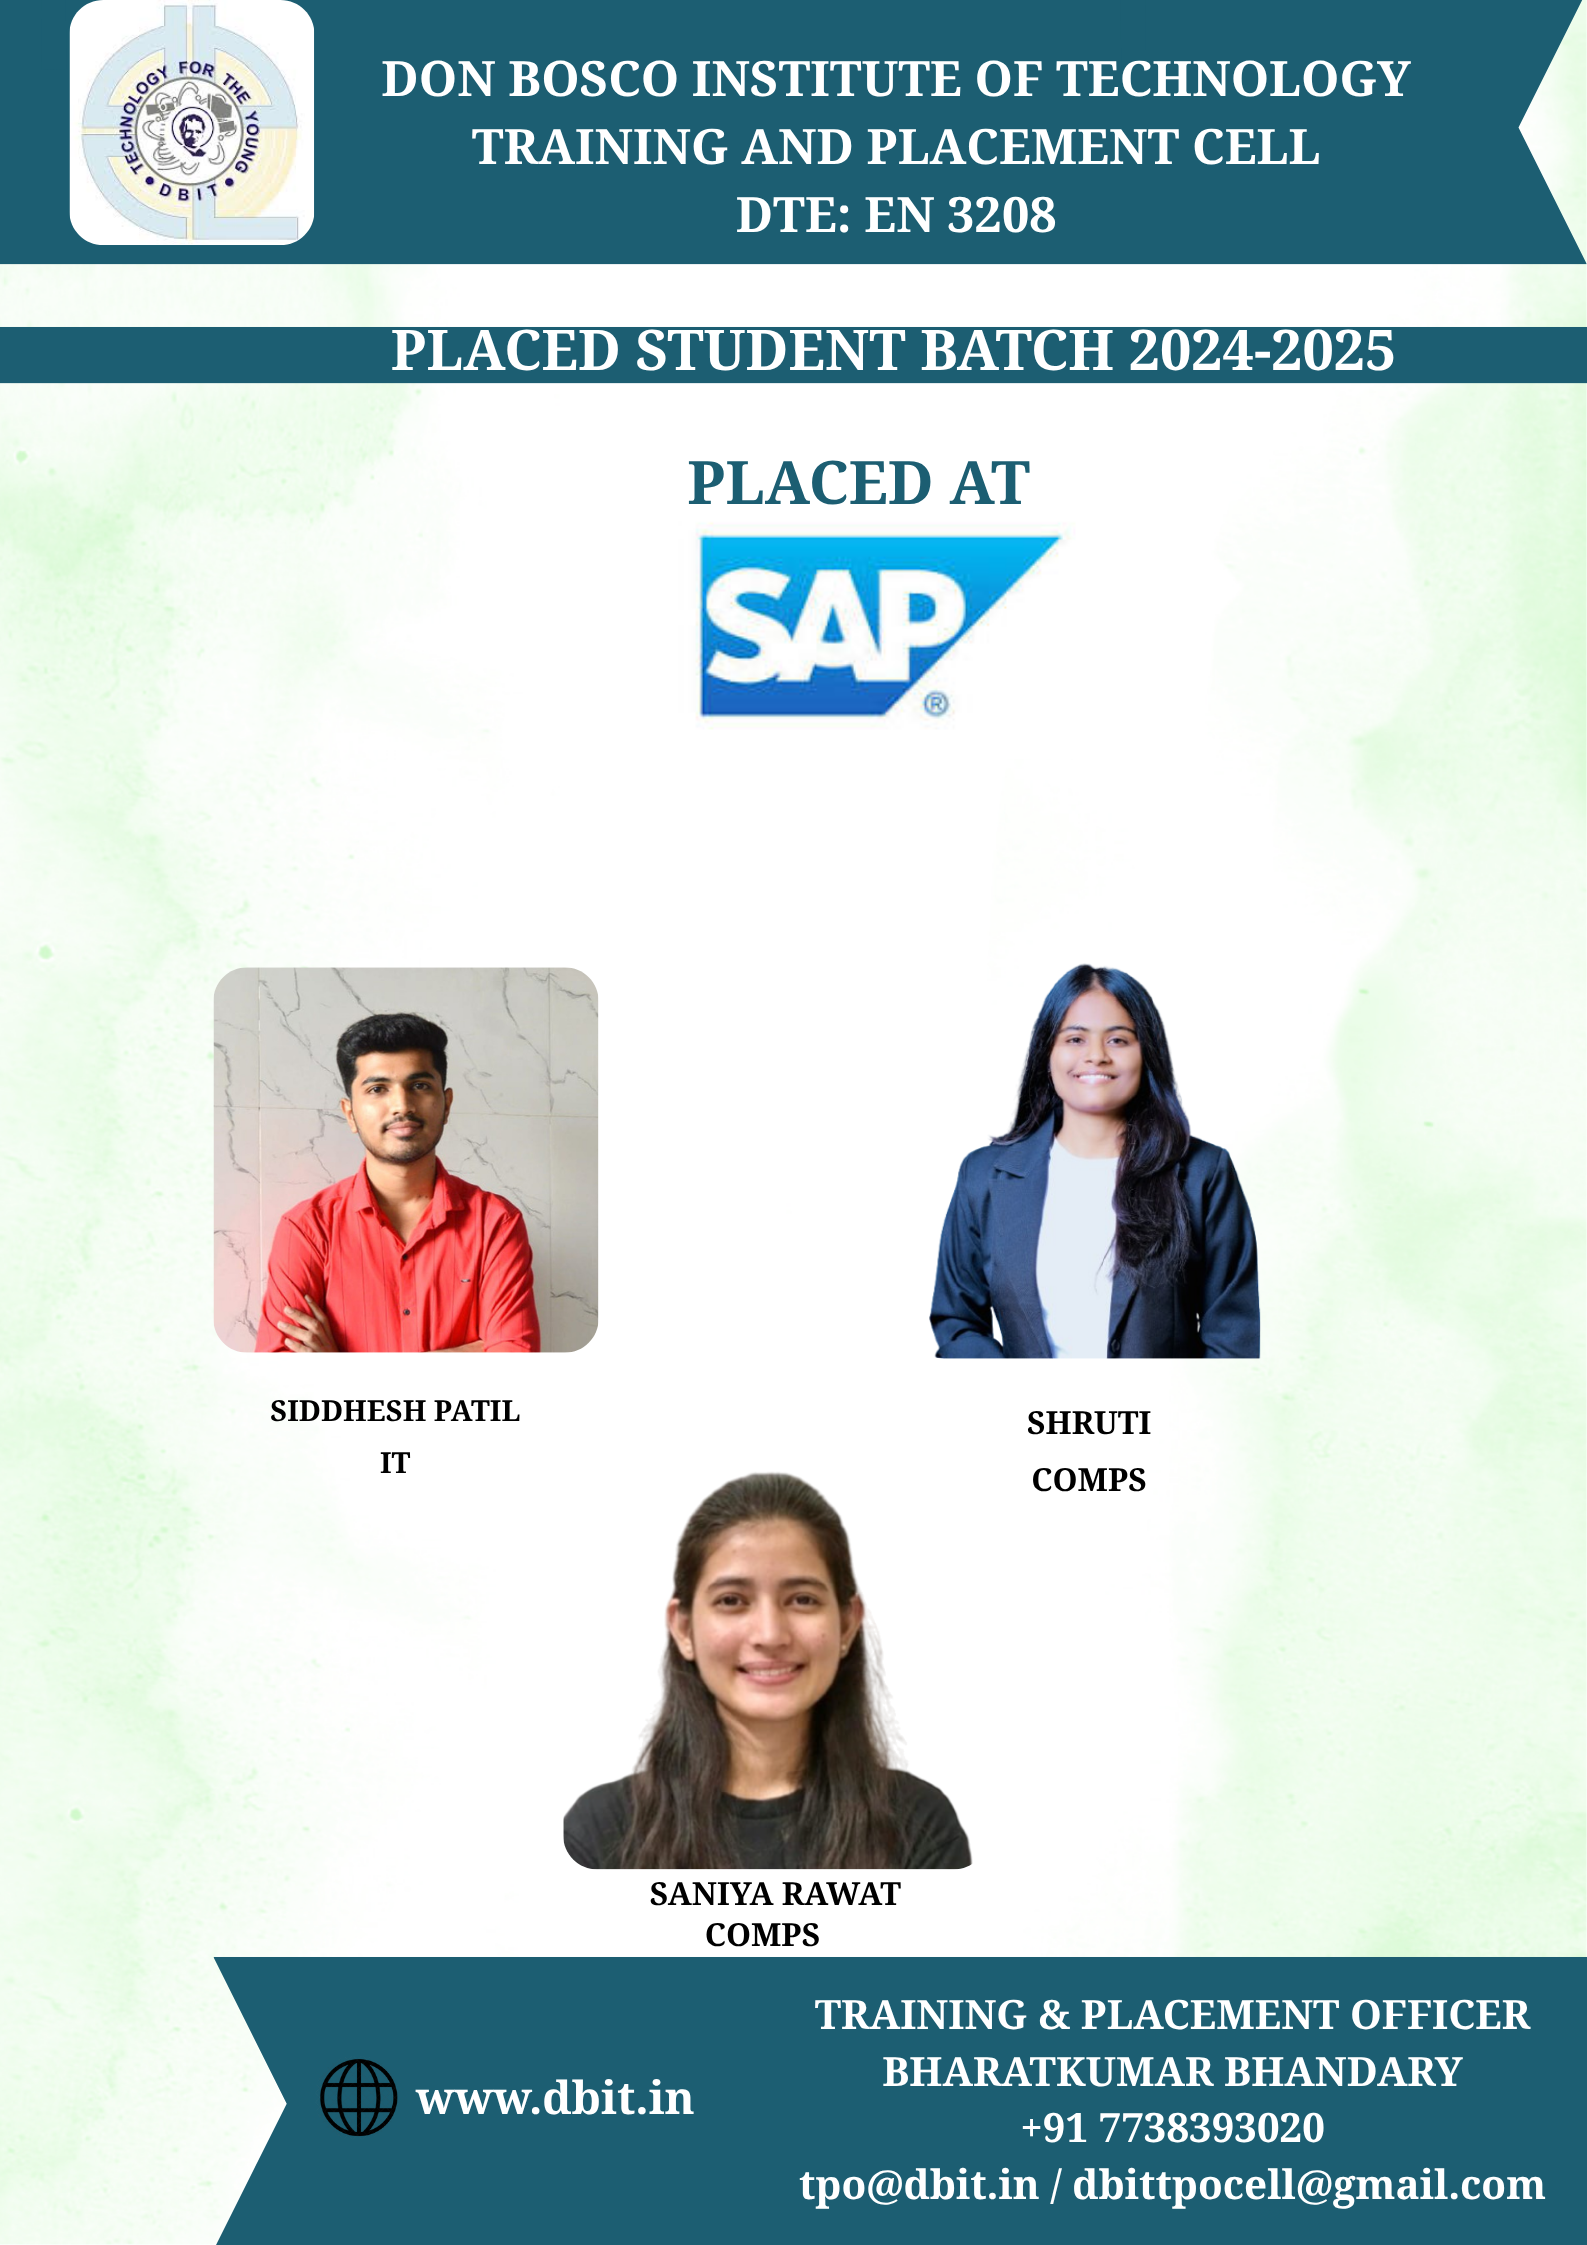 TECHNOLOGY FOR THE YOUNG
DBIT
DON BOSCO INSTITUTE OF TECHNOLOGY
TRAINING AND PLACEMENT CELL
DTE: EN 3208
PLACED STUDENT BATCH 2024-2025
PLACED AT
SAP
®
SIDDHESH PATIL
IT
SHRUTI
COMPS
SANIYA RAWAT
COMPS
www.dbit.in
TRAINING & PLACEMENT OFFICER
BHARATKUMAR BHANDARY
+91 7738393020
tpo@dbit.in / dbittpocell@gmail.com